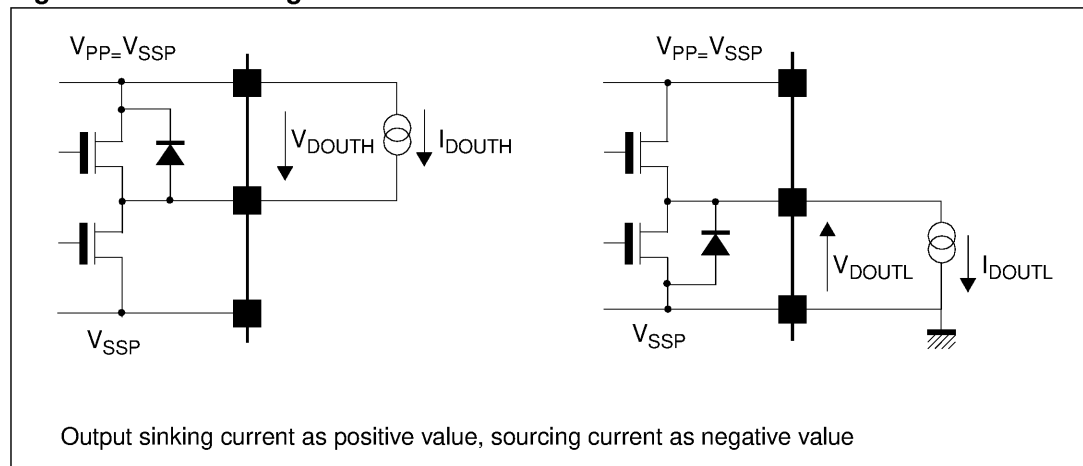 VPP=VSSP
VDOUTH
IDOUTH
VSSP
VPP=VSSP
VDOUTL
IDOUTL
VSSP
Output sinking current as positive value, sourcing current as negative value